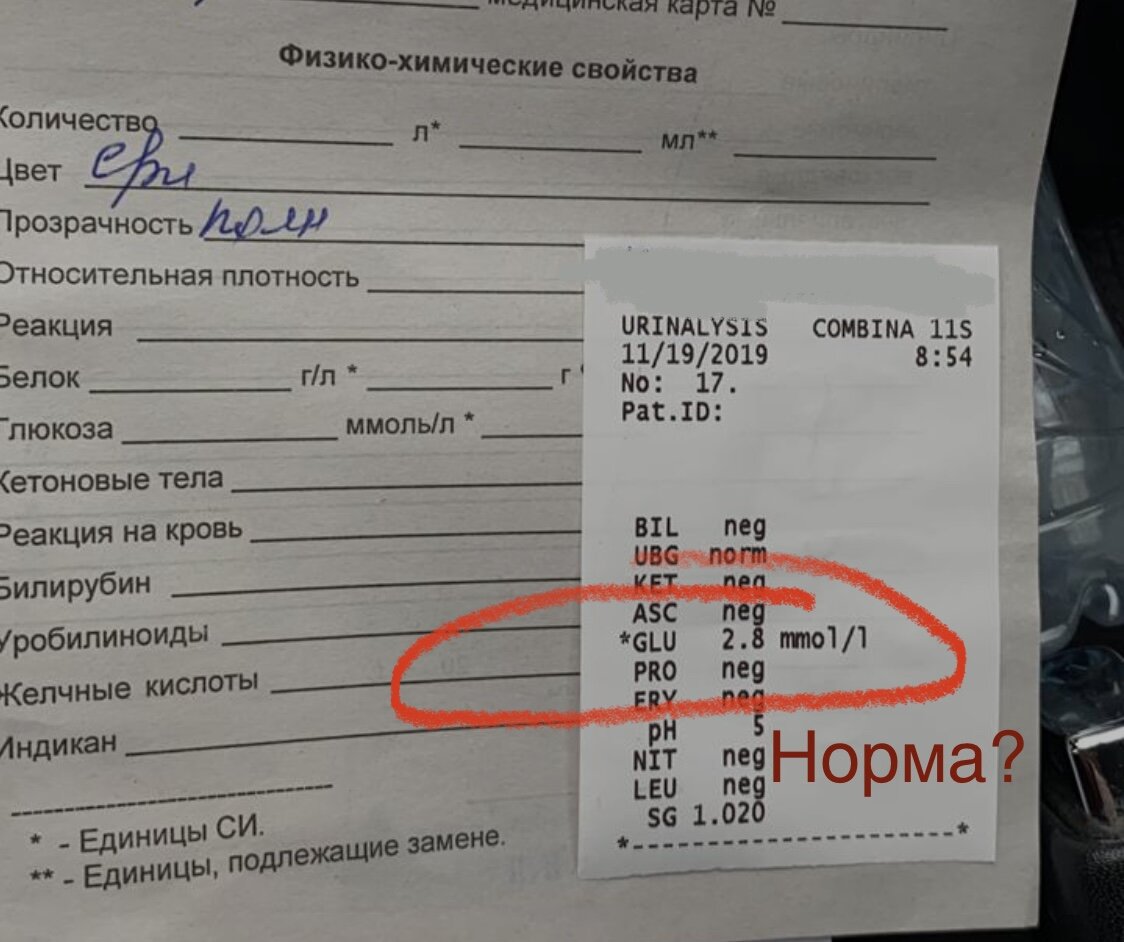 медицинская карта №
Физико-химические свойства
Количество л* мл**
Цвет
Прозрачность полн
Относительная плотность
Реакция
Белок г/л * г
Глюкоза ммоль/л *
Кетоновые тела
Реакция на кровь
Билирубин
Уробилиноиды
Желчные кислоты
Индикан
* - Единицы СИ.
** - Единицы, подлежащие замене.
URINALYSIS COMBINA 11S
11/19/2019 8:54
No: 17.
Pat.ID:
BIL neg
UBG norm
KET neg
ASC neg
*GLU 2.8 mmol/l
PRO neg
ERY neg
pH 5
NIT neg
LEU neg
SG 1.020
*-----------------------*
Норма?